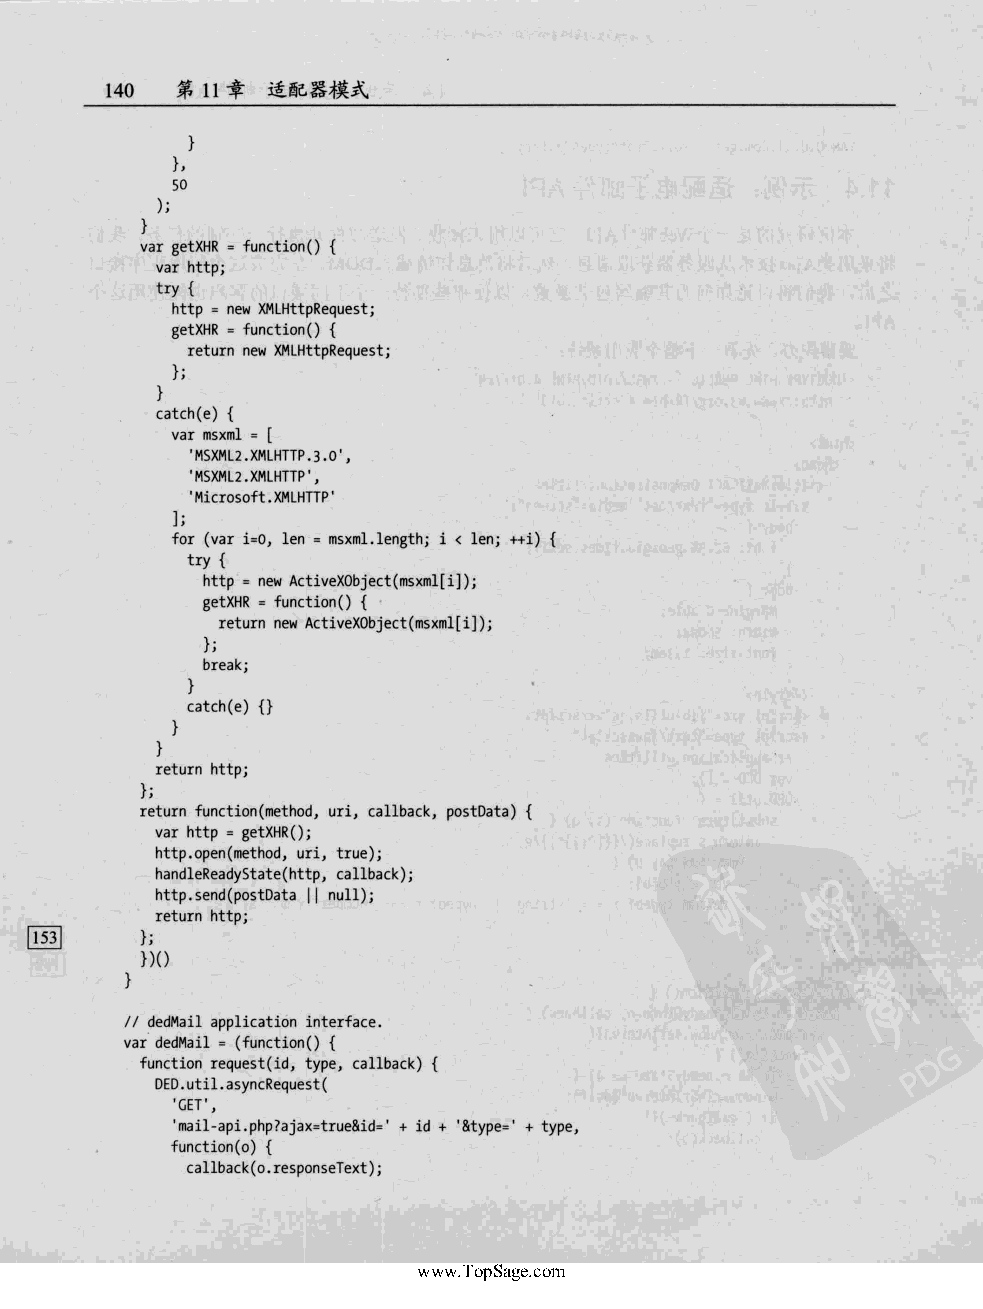 140 第 11 章 适配器模式
}
},
50
);
}
var getXHR = function() {
var http;
try {
http = new XMLHttpRequest;
getXHR = function() {
return new XMLHttpRequest;
};
}
catch(e) {
var msxml = [
'MSXML2.XMLHTTP.3.0',
'MSXML2.XMLHTTP',
'Microsoft.XMLHTTP'
];
for (var i=0, len = msxml.length; i < len; ++i) {
try {
http = new ActiveXObject(msxml[i]);
getXHR = function() {
return new ActiveXObject(msxml[i]);
};
break;
}
catch(e) {}
}
}
return http;
};
return function(method, uri, callback, postData) {
var http = getXHR();
http.open(method, uri, true);
handleReadyState(http, callback);
http.send(postData || null);
return http;
153
};
})()
}
// dedMail application interface.
var dedMail = (function() {
function request(id, type, callback) {
DED.util.asyncRequest(
'GET',
'mail-api.php?ajax=true&id=' + id + '&type=' + type,
function(o) {
callback(o.responseText);
PDG
www.TopSage.com